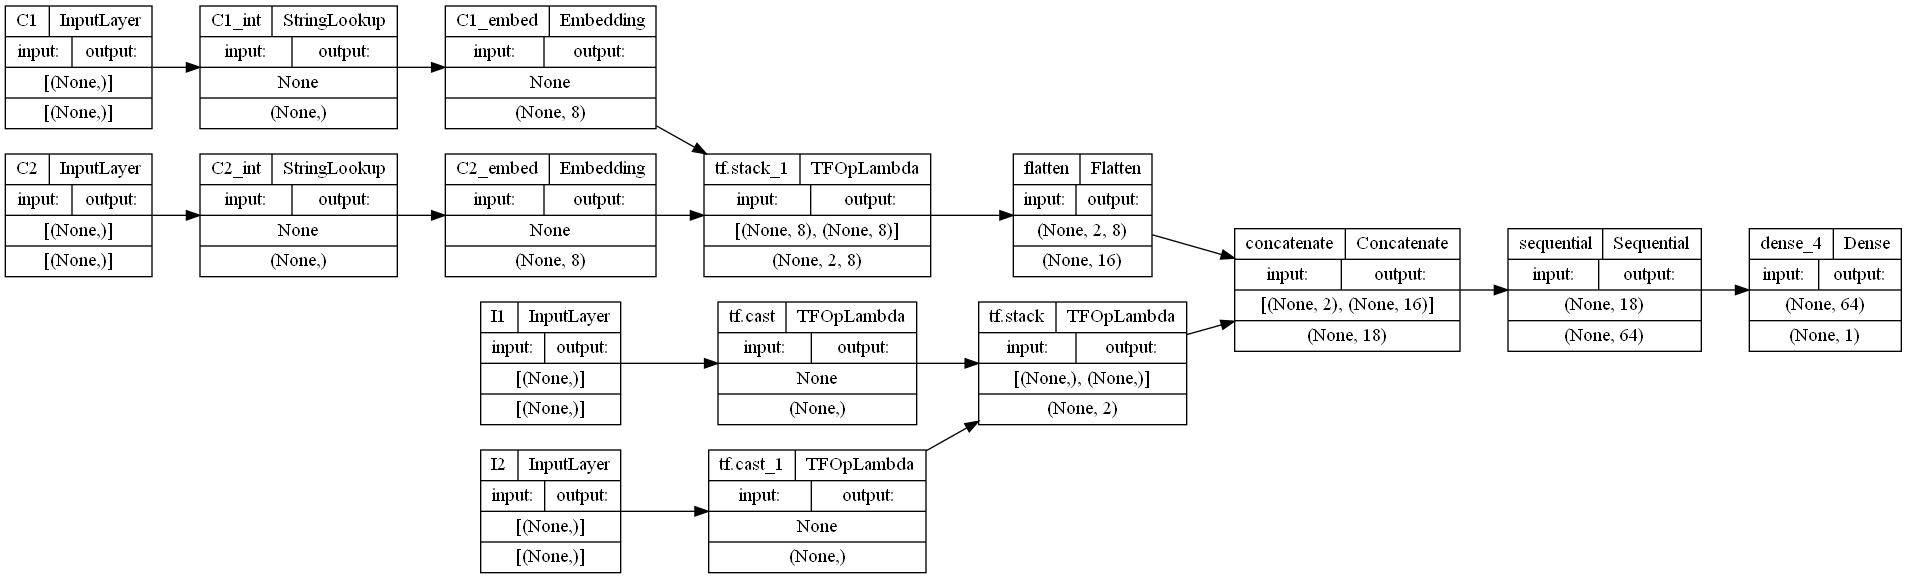 C1 InputLayer
input: output:
[(None,)]
[(None,)]
C1_int StringLookup
input: output:
None
(None,)
C1_embed Embedding
input: output:
None
(None, 8)
C2 InputLayer
input: output:
[(None,)]
[(None,)]
C2_int StringLookup
input: output:
None
(None,)
C2_embed Embedding
input: output:
None
(None, 8)
tf.stack_1 TFOpLambda
input: output:
[(None, 8), (None, 8)]
(None, 2, 8)
flatten Flatten
input: output:
(None, 2, 8)
(None, 16)
I1 InputLayer
input: output:
[(None,)]
[(None,)]
tf.cast TFOpLambda
input: output:
None
(None,)
tf.stack TFOpLambda
input: output:
[(None,), (None,)]
(None, 2)
I2 InputLayer
input: output:
[(None,)]
[(None,)]
tf.cast_1 TFOpLambda
input: output:
None
(None,)
concatenate Concatenate
input: output:
[(None, 2), (None, 16)]
(None, 18)
sequential Sequential
input: output:
(None, 18)
(None, 64)
dense_4 Dense
input: output:
(None, 64)
(None, 1)